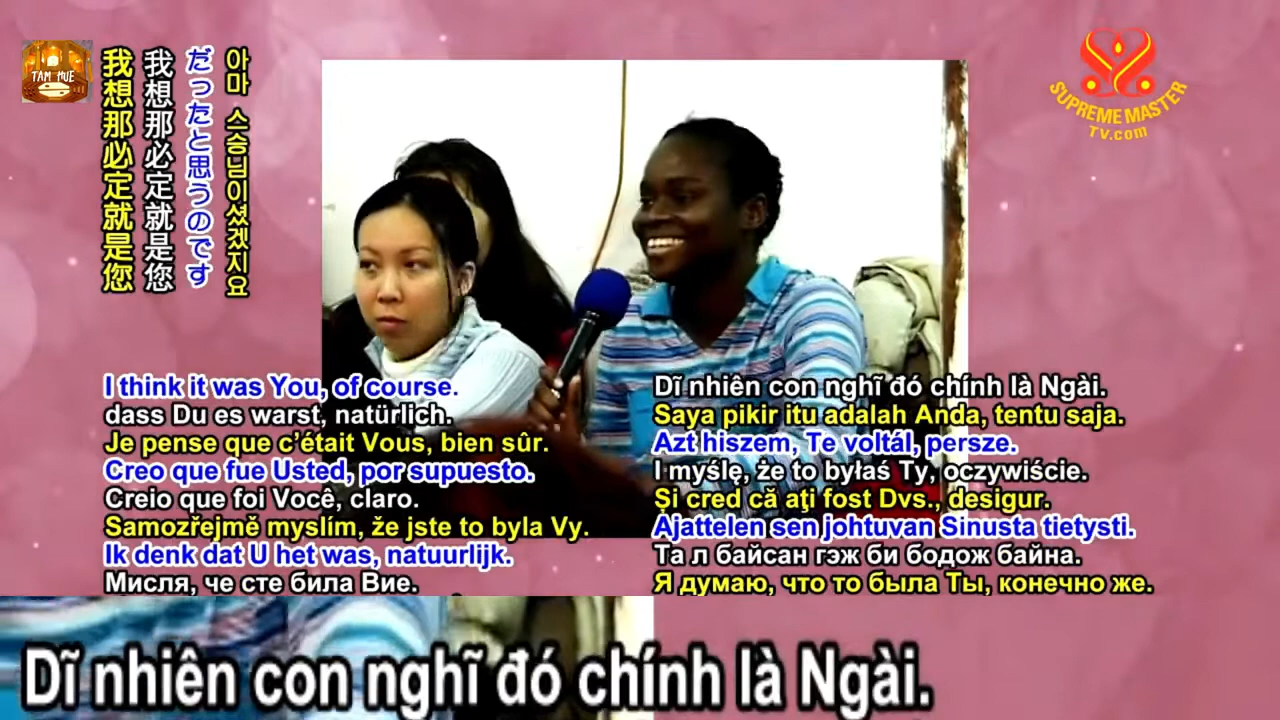 TAM HUE
我想那必定就是您
我想那必定就是您
だったと思うのです
아마 스승님이셨겠지요
SUPREME MASTER
TV.com
I think it was You, of course.
dass Du es warst, natürlich.
Je pense que c’était Vous, bien sûr.
Creo que fue Usted, por supuesto.
Creio que foi Você, claro.
Samozřejmě myslím, že jste to byla Vy.
Ik denk dat U het was, natuurlijk.
Мисля, че сте била Вие.
Dĩ nhiên con nghĩ đó chính là Ngài.
Saya pikir itu adalah Anda, tentu saja.
Azt hiszem, Te voltál, persze.
I myślę, że to byłaś Ty, oczywiście.
Şi cred că aţi fost Dvs., desigur.
Ajattelen sen johtuvan Sinusta tietysti.
Та л байсан гэж би бодож байна.
Я думаю, что то была Ты, конечно же.
Dĩ nhiên con nghĩ đó chính là Ngài.